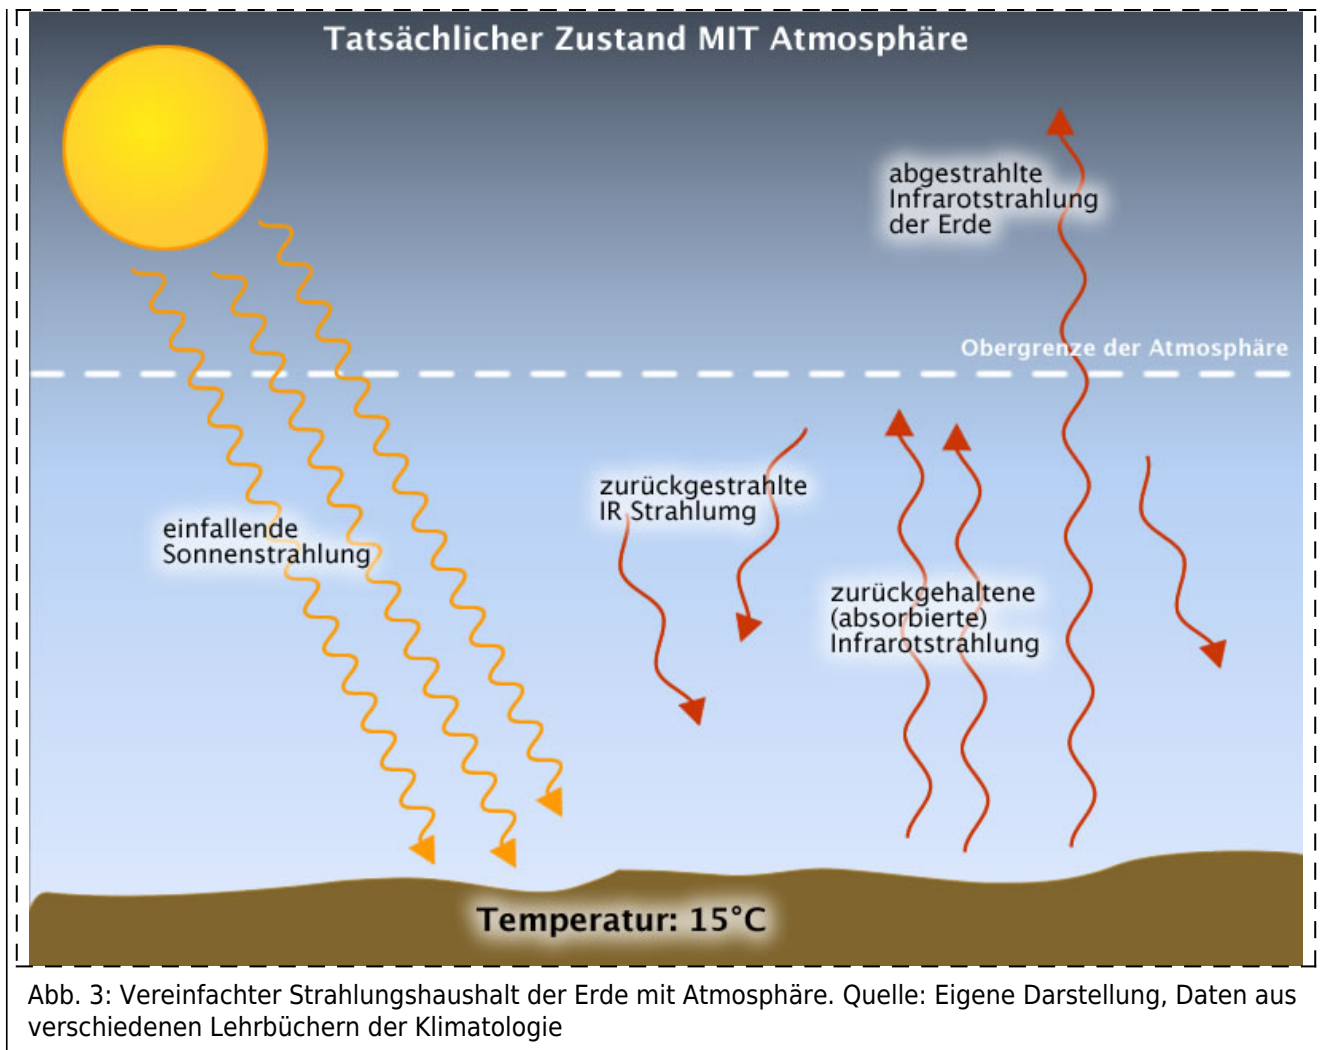 Tatsächlicher Zustand MIT Atmosphäre
abgestrahlte
Infrarotstrahlung
der Erde
Obergrenze der Atmosphäre
zurückgestrahlte
IR Strahlumg
einfallende
Sonnenstrahlung
zurückgehaltene
(absorbierte)
Infrarotstrahlung
Temperatur: 15°C
Abb. 3: Vereinfachter Strahlungshaushalt der Erde mit Atmosphäre. Quelle: Eigene Darstellung, Daten aus
verschiedenen Lehrbüchern der Klimatologie